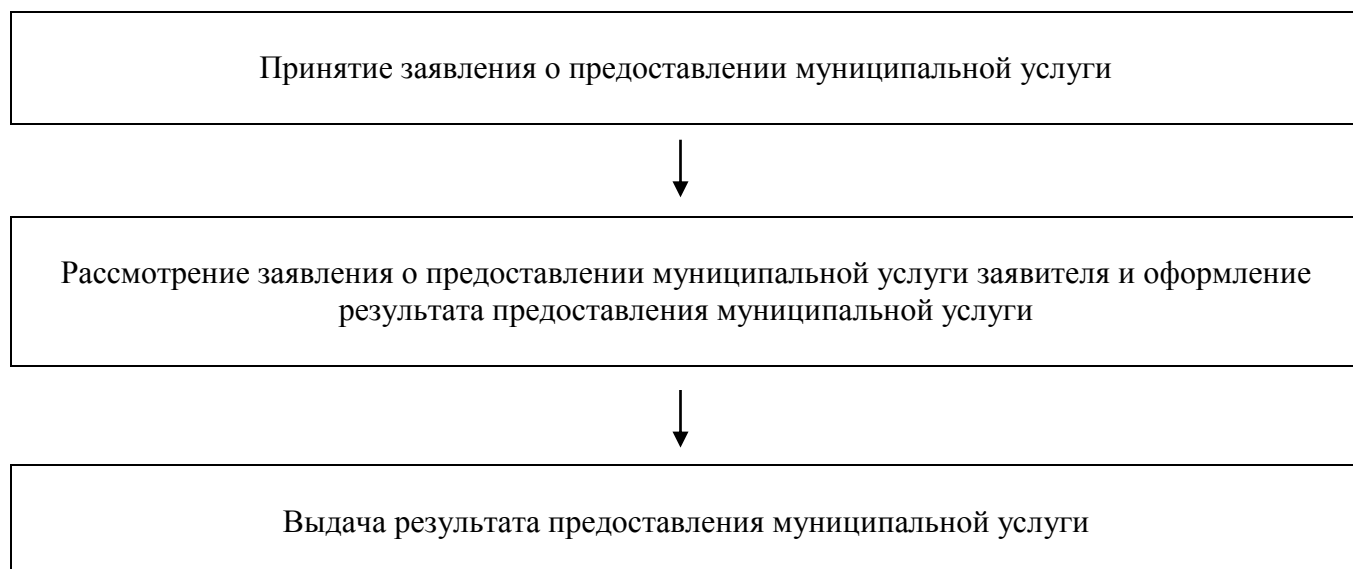 Принятие заявления о предоставлении муниципальной услуги
Рассмотрение заявления о предоставлении муниципальной услуги заявителя и оформление
результата предоставления муниципальной услуги
Выдача результата предоставления муниципальной услуги